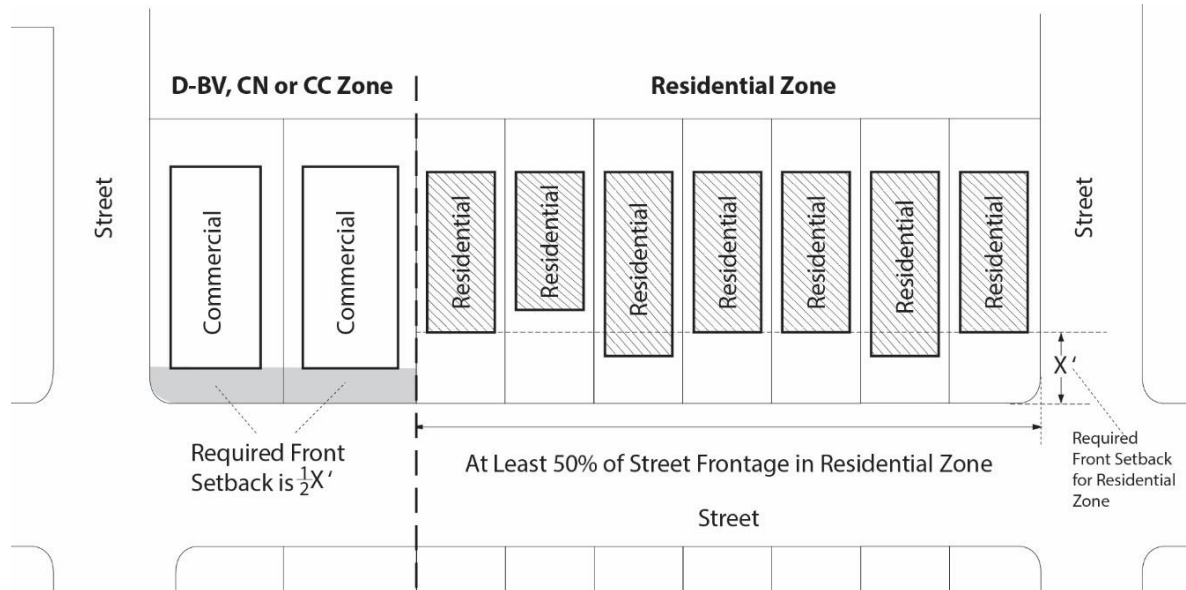 D-BV, CN or CC Zone
Residential Zone
Street
Commercial
Commercial
Residential
Residential
Residential
Residential
Residential
Residential
Residential
Street
X '
Required Front
Setback is ½X '
At Least 50% of Street Frontage in Residential Zone
Required
Front Setback
for Residential
Zone
Street